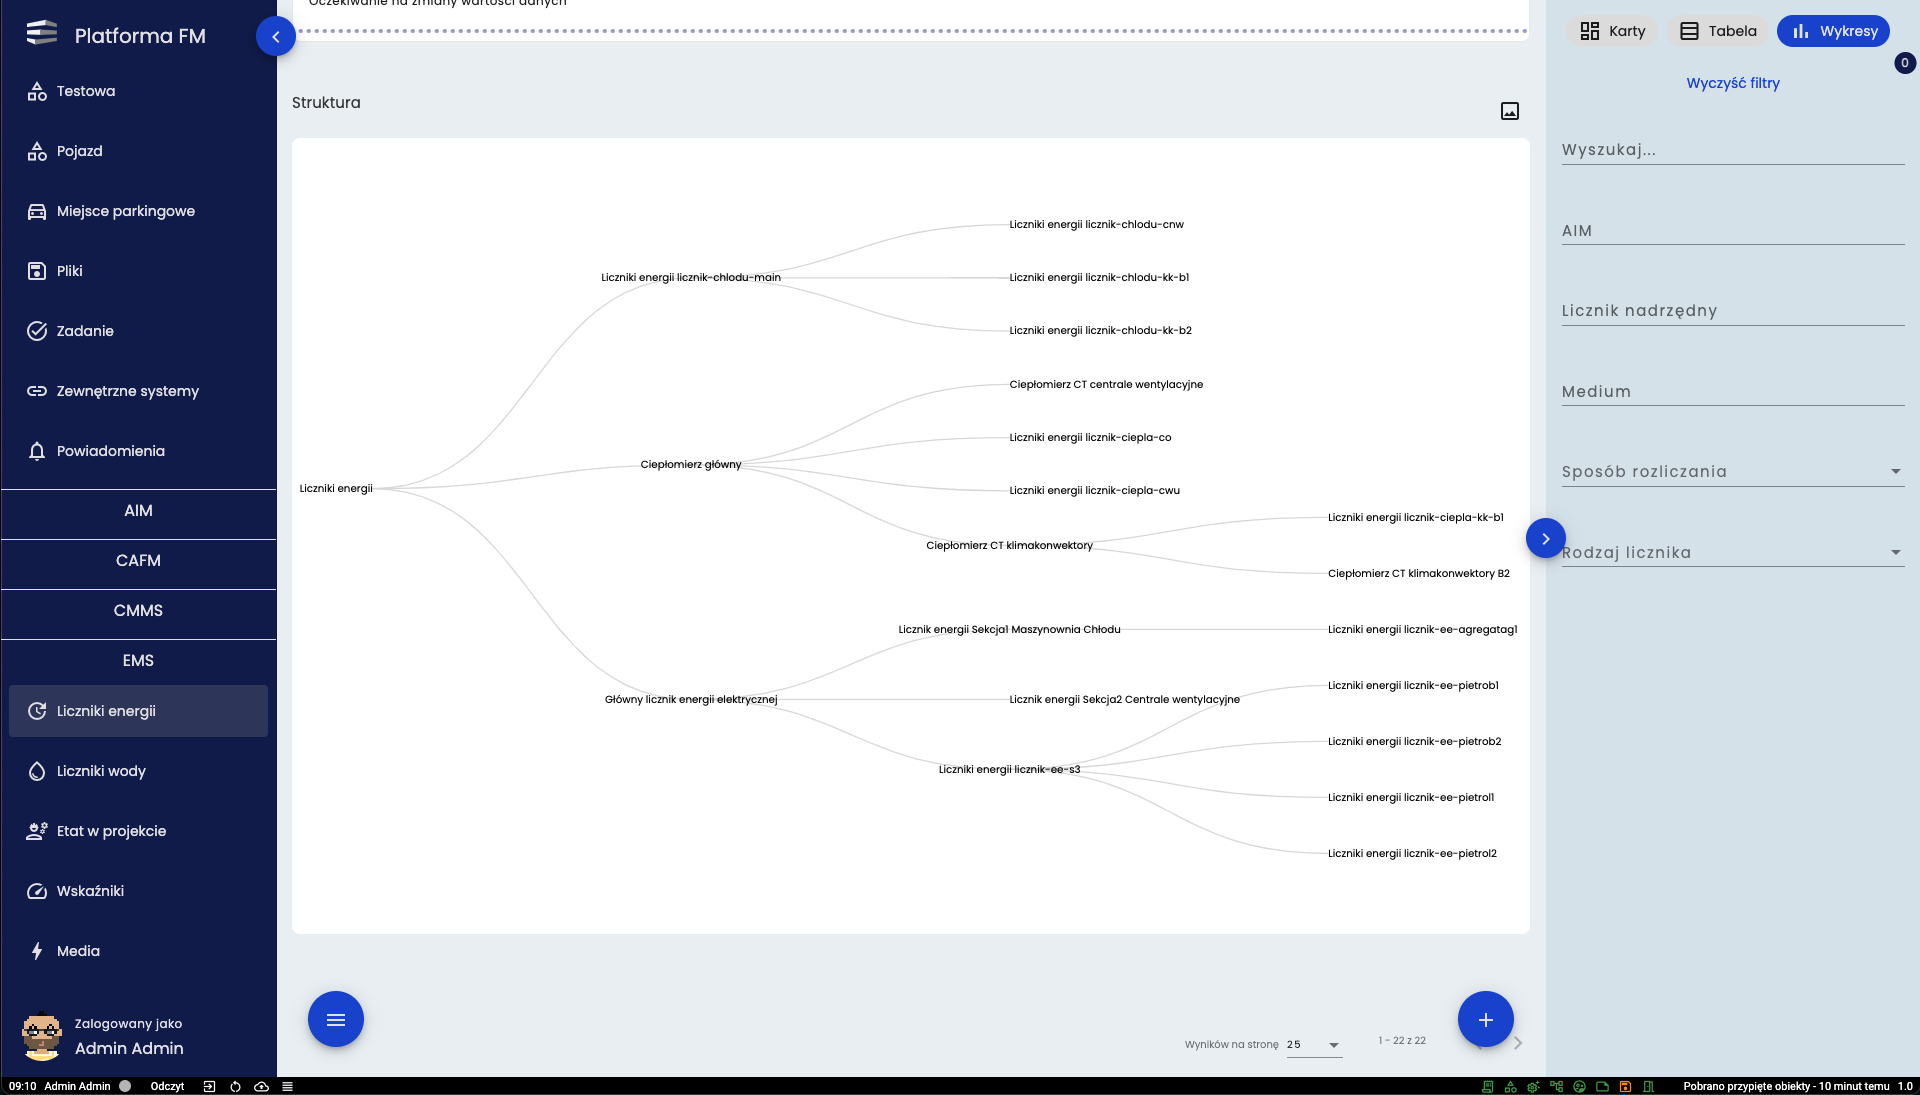 Platforma FM
Testowa
Pojazd
Miejsce parkingowe
Pliki
Zadanie
Zewnętrzne systemy
Powiadomienia
AIM
CAFM
CMMS
EMS
Liczniki energii
Liczniki wody
Etat w projekcie
Wskaźniki
Media
Zalogowany jako
Admin Admin
Oczekiwanie na zmiany wartości danych
Struktura
Liczniki energii
Liczniki energii licznik-chlodu-main
Liczniki energii licznik-chlodu-cnw
Liczniki energii licznik-chlodu-kk-b1
Liczniki energii licznik-chlodu-kk-b2
Ciepłomierz główny
Ciepłomierz CT centrale wentylacyjne
Liczniki energii licznik-ciepla-co
Liczniki energii licznik-ciepla-cwu
Ciepłomierz CT klimakonwektory
Liczniki energii licznik-ciepla-kk-b1
Ciepłomierz CT klimakonwektory B2
Główny licznik energii elektrycznej
Licznik energii Sekcja1 Maszynownia Chłodu
Liczniki energii licznik-ee-agregatag1
Licznik energii Sekcja2 Centrale wentylacyjne
Liczniki energii licznik-ee-s3
Liczniki energii licznik-ee-pietrob1
Liczniki energii licznik-ee-pietrob2
Liczniki energii licznik-ee-pietrol1
Liczniki energii licznik-ee-pietrol2
Wyników na stronę 25
1 - 22 z 22
Karty
Tabela
Wykresy
0
Wyczyść filtry
Wyszukaj...
AIM
Licznik nadrzędny
Medium
Sposób rozliczania
Rodzaj licznika
09:10 Admin Admin Odczyt
Pobrano przypięte obiekty - 10 minut temu 1.0